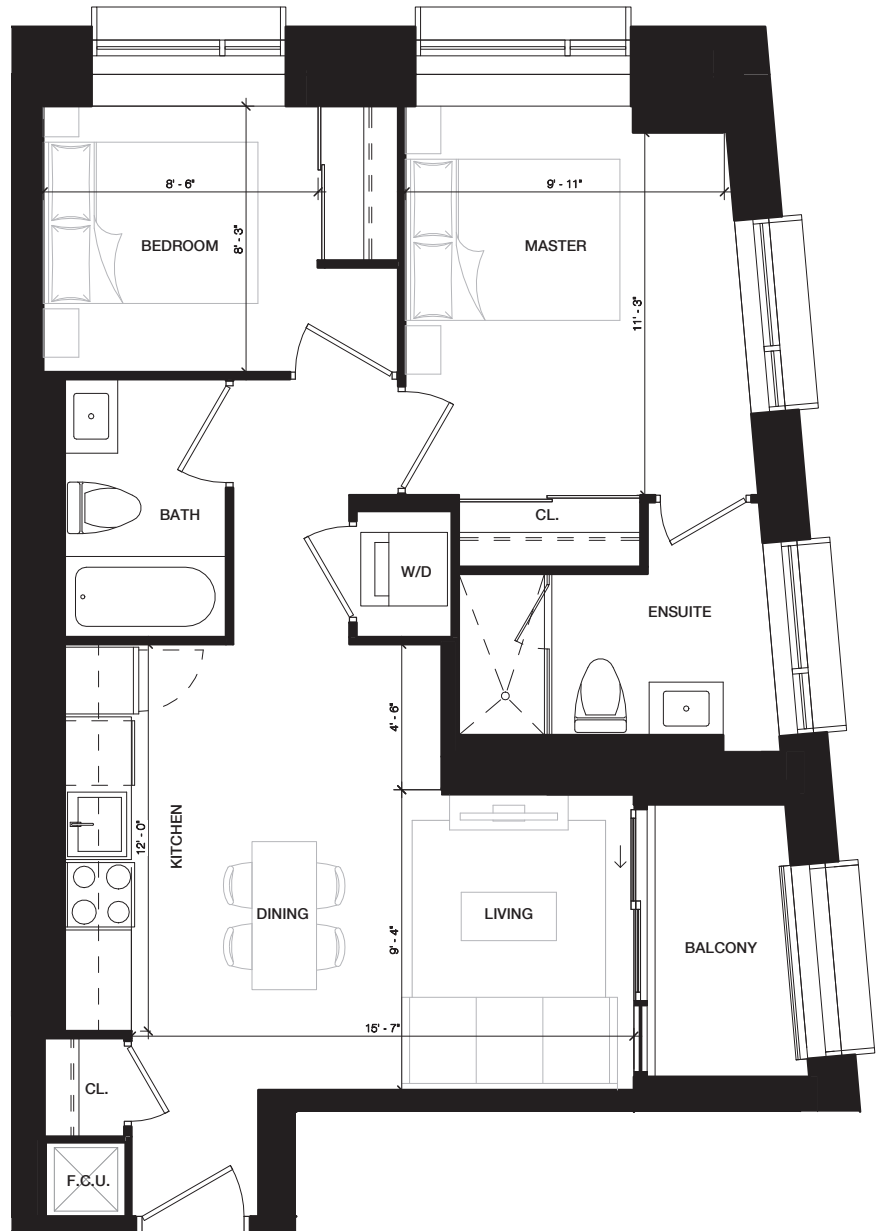 8' - 6"
9' - 11"
BEDROOM
8' - 3"
MASTER
11' - 3"
BATH
CL.
W/D
ENSUITE
4' - 6"
KITCHEN
12' - 0"
DINING
LIVING
9' - 4"
BALCONY
15' - 7"
CL.
F.C.U.